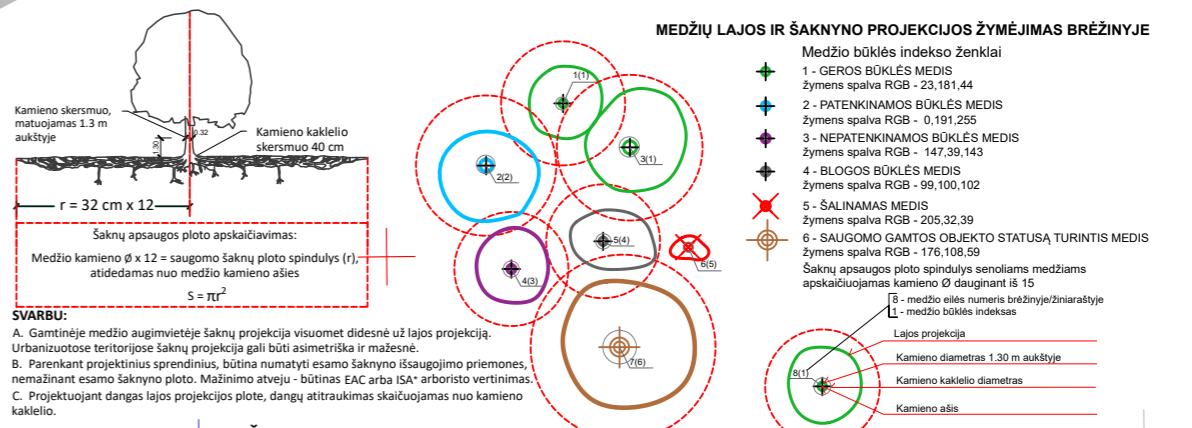 MEDŽIŲ LAJOS IR ŠAKNYNO PROJEKCIJOS ŽYMĖJIMAS BRĖŽINYJE
Kamieno skersmuo,
matuojamas 1.3 m
aukštyje
0.32
1.30
Kamieno kaklelio
skersmuo 40 cm
r = 32 cm x 12
Šaknų apsaugos ploto apskaičiavimas:
Medžio kamieno Ø x 12 = saugomo šaknų ploto spindulys (r),
atidedamas nuo medžio kamieno ašies
S = πr²
SVARBU:
A. Gamtinėje medžio augimvietėje šaknų projekcija visuomet didesnė už lajos projekciją.
Urbanizuotose teritorijose šaknų projekcija gali būti asimetriška ir mažesnė.
B. Parenkant projektinius sprendinius, būtina numatyti esamo šaknyno išsaugojimo priemones,
nemažinant esamo šaknyno ploto. Mažinimo atveju - būtinas EAC arba ISA* arboristo vertinimas.
C. Projektuojant dangas lajos projekcijos plote, dangų atitraukimas skaičuojamas nuo kamieno
kaklelio.
1(1)
3(1)
2(2)
5(4)
6(5)
4(3)
7(6)
Medžio būklės indekso ženklai
1 - GEROS BŪKLĖS MEDIS
žymens spalva RGB - 23,181,44
2 - PATENKINAMOS BŪKLĖS MEDIS
žymens spalva RGB - 0,191,255
3 - NEPATENKINAMOS BŪKLĖS MEDIS
žymens spalva RGB - 147,39,143
4 - BLOGOS BŪKLĖS MEDIS
žymens spalva RGB - 99,100,102
5 - ŠALINAMAS MEDIS
žymens spalva RGB - 205,32,39
6 - SAUGOMO GAMTOS OBJEKTO STATUSĄ TURINTIS MEDIS
žymens spalva RGB - 176,108,59
Šaknų apsaugos ploto spindulys senoliams medžiams
apskaičiuojamas kamieno Ø dauginant iš 15
8 - medžio eilės numeris brėžinyje/žiniaraštyje
1 - medžio būklės indeksas
Lajos projekcija
Kamieno diametras 1.30 m aukštyje
8(1)
Kamieno kaklelio diametras
Kamieno ašis